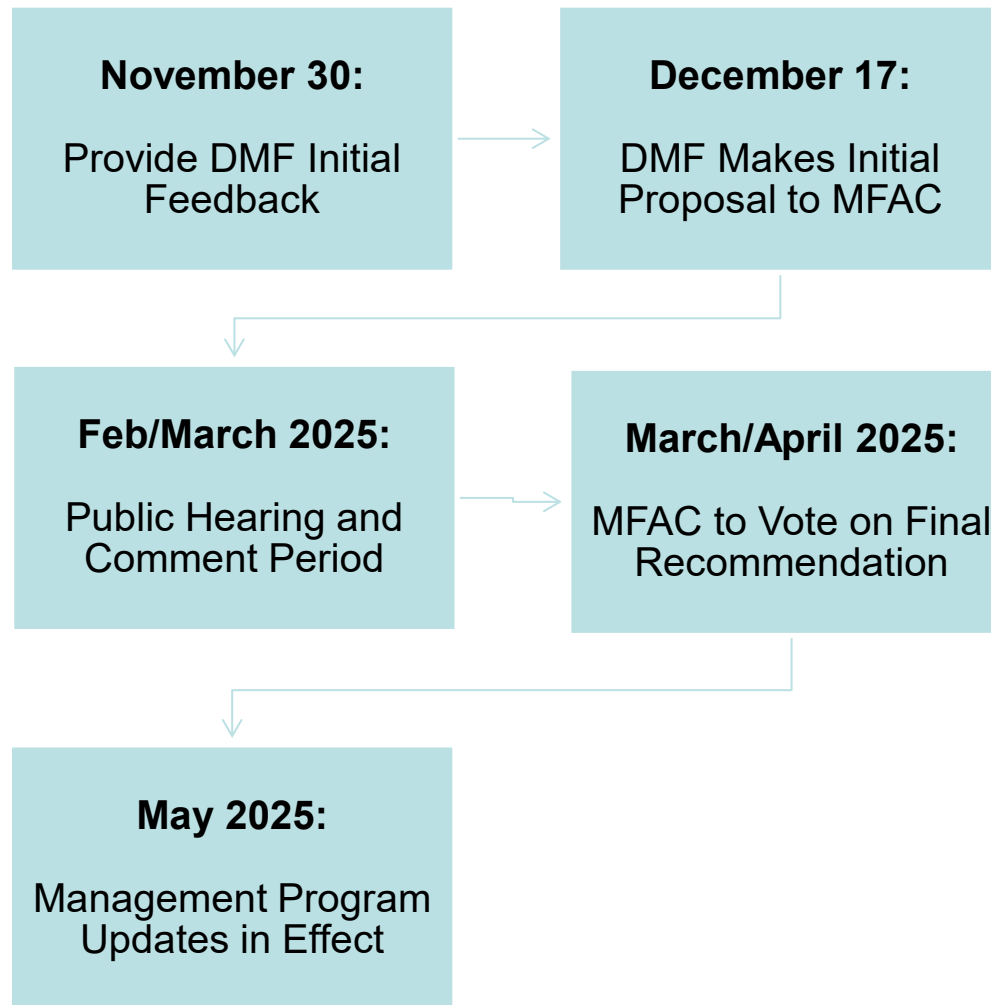 November 30:
Provide DMF Initial
Feedback
December 17:
DMF Makes Initial
Proposal to MFAC
Feb/March 2025:
Public Hearing and
Comment Period
March/April 2025:
MFAC to Vote on Final
Recommendation
May 2025:
Management Program
Updates in Effect